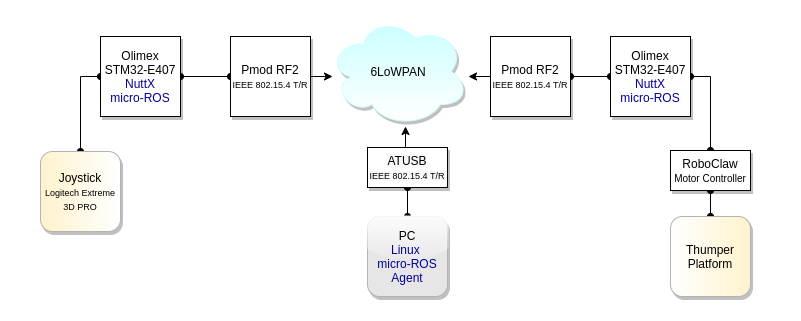 Olimex
STM32-E407
NuttX
micro-ROS
Pmod RF2
IEEE 802.15.4 T/R
6LoWPAN
Pmod RF2
IEEE 802.15.4 T/R
Olimex
STM32-E407
NuttX
micro-ROS
Joystick
Logitech Extreme
3D PRO
ATUSB
IEEE 802.15.4 T/R
RoboClaw
Motor Controller
PC
Linux
micro-ROS
Agent
Thumper
Platform